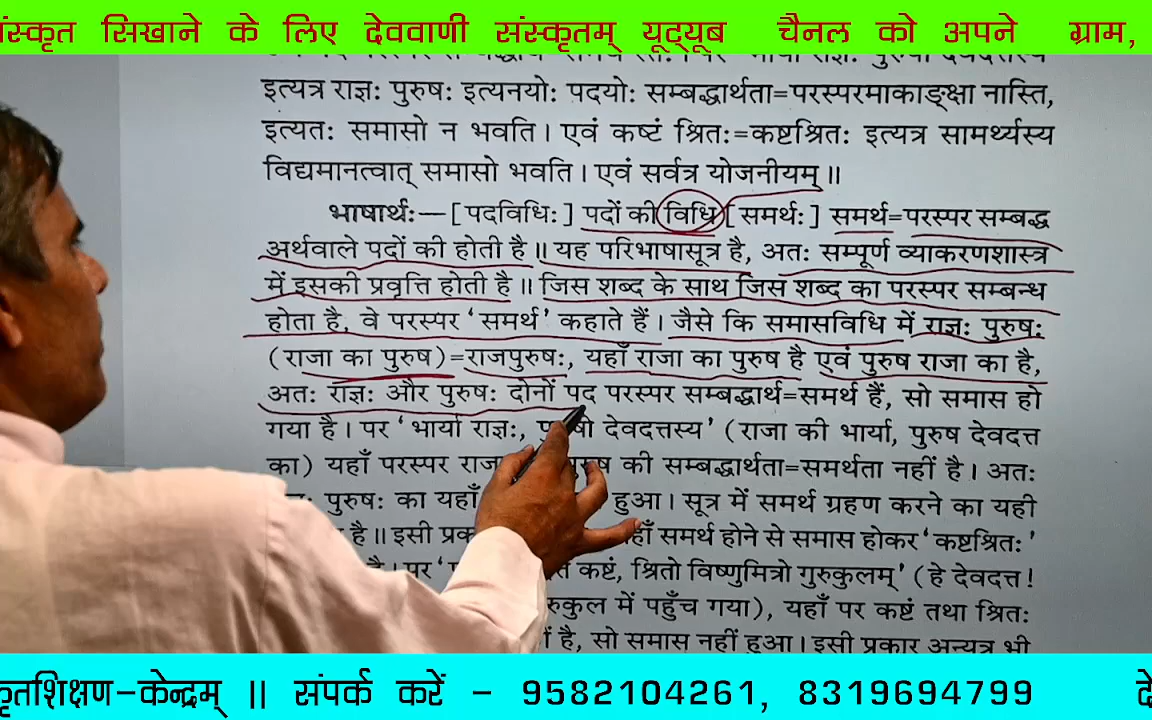 संस्कृत सिखाने के लिए देववाणी संस्कृतम् यूट्यूब चैनल को अपने ग्राम,
इत्यत्र राज्ञः पुरुषः इत्यनयोः पदयोः सम्बद्धार्थता=परस्परमाकाङ्क्षा नास्ति,
इत्यतः समासो न भवति। एवं कष्टं श्रितः=कष्टश्रितः इत्यत्र सामर्थ्यस्य
विद्यमानत्वात् समासो भवति। एवं सर्वत्र योजनीयम्॥
भाषार्थः—[पदविधिः] पदों की विधि [समर्थः] समर्थ=परस्पर सम्बद्ध
अर्थवाले पदों की होती है॥ यह परिभाषासूत्र है, अतः सम्पूर्ण व्याकरणशास्त्र
में इसकी प्रवृत्ति होती है॥ जिस शब्द के साथ जिस शब्द का परस्पर सम्बन्ध
होता है, वे परस्पर ‘समर्थ’ कहाते हैं। जैसे कि समासविधि में राज्ञः पुरुषः
(राजा का पुरुष)=राजपुरुषः, यहाँ राजा का पुरुष है एवं पुरुष राजा का है,
अतः राज्ञः और पुरुषः दोनों पद परस्पर सम्बद्धार्थ=समर्थ हैं, सो समास हो
गया है। पर ‘भार्या राज्ञः, देवदत्तस्य’ (राजा की भार्या, पुरुष देवदत्त
का) यहाँ परस्पर की सम्बद्धार्थता=समर्थता नहीं है। अतः
पुरुषः का यहाँ हुआ। सूत्र में समर्थ ग्रहण करने का यही
है॥ इसी समर्थ होने से समास होकर ‘कष्टश्रितः’
पर कष्टं, श्रितो विष्णुमित्रो गुरुकुलम्’ (हे देवदत्त!
में पहुँच गया), यहाँ पर कष्टं तथा श्रितः
है, सो समास नहीं हुआ। इसी प्रकार अन्यत्र भी
कृतशिक्षण-केन्द्रम् ॥ संपर्क करें - 9582104261, 8319694799